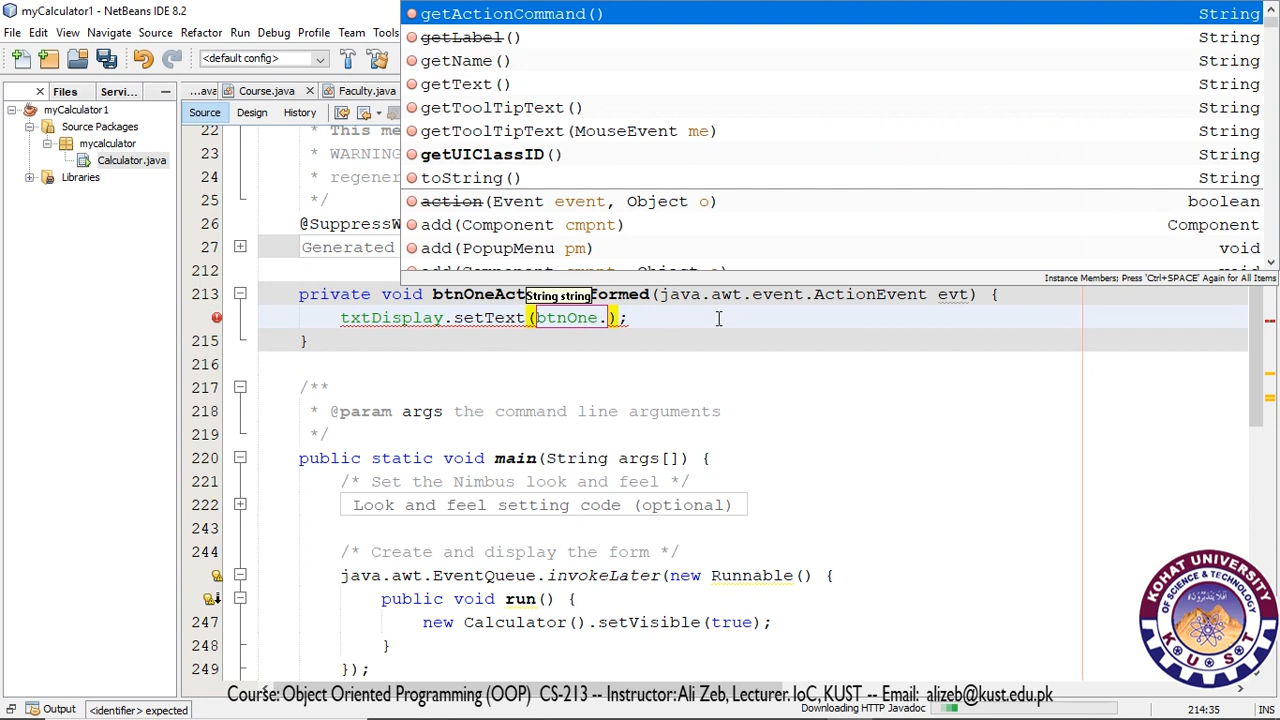 myCalculator1 - NetBeans IDE 8.2
File Edit View Navigate Source Refactor Run Debug Profile Team Tools
<default config>
Files Servi...
...ava Course.java Faculty.java
Source Design History
myCalculator1
Source Packages
mycalculator
Calculator.java
Libraries
getActionCommand() String
getLabel() String
getName() String
getText() String
getToolTipText() String
getToolTipText(MouseEvent me) String
getUIClassID() String
toString() String
action(Event event, Object o) boolean
add(Component cmpnt) Component
add(PopupMenu pm) void
Instance Members; Press 'Ctrl+SPACE' Again for All Items
22 * This me
23 * WARNING
24 * regener
25 */
26 @SuppressW
27 Generated
212
213 private void btnOneAct String string formed(java.awt.event.ActionEvent evt) {
txtDisplay.setText(btnOne.);
215 }
216
217 /**
218 * @param args the command line arguments
219 */
220 public static void main(String args[]) {
221 /* Set the Nimbus look and feel */
222 Look and feel setting code (optional)
243
244 /* Create and display the form */
java.awt.EventQueue.invokeLater(new Runnable() {
public void run() {
247 new Calculator().setVisible(true);
248 }
249 });
KOHAT UNIVERSITY
OF SCIENCE & TECHNOLOGY
KUST
Course: Object Oriented Programming (OOP) CS-213 -- Instructor: Ali Zeb, Lecturer. IoC, KUST -- Email: alizeb@kust.edu.pk
Output <identifier> expected Downloading HTTP Javadoc 214:35 INS